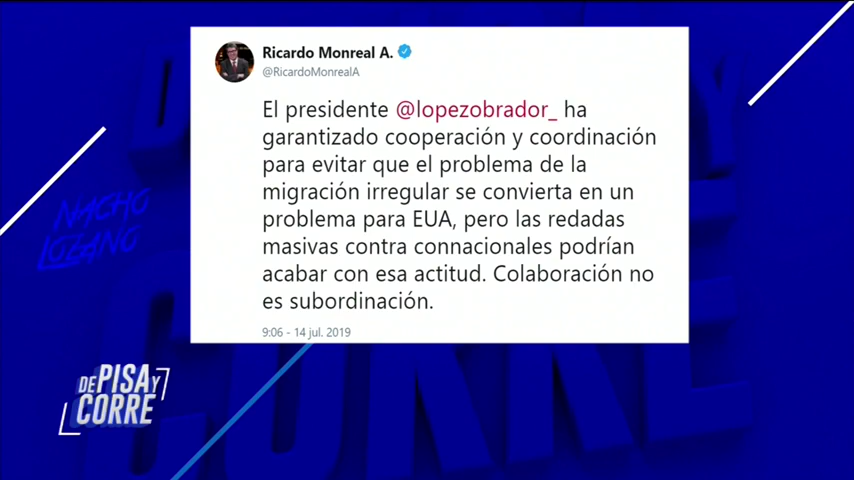 Ricardo Monreal A.
@RicardoMonrealA
El presidente @lopezobrador_ ha
garantizado cooperación y coordinación
para evitar que el problema de la
migración irregular se convierta en un
problema para EUA, pero las redadas
masivas contra connacionales podrían
acabar con esa actitud. Colaboración no
es subordinación.
9:06 - 14 jul. 2019
NACHO
LOZANO
DE PISA Y
CORRE
CORRE